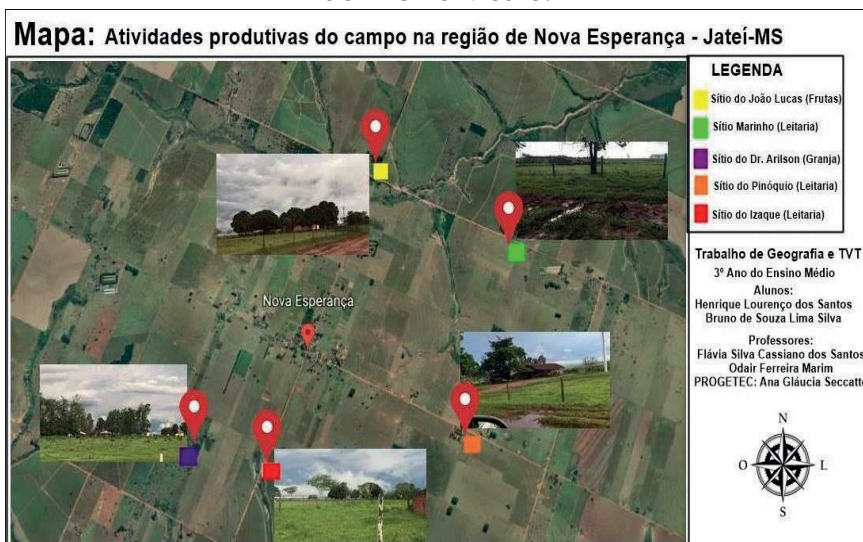 Mapa: Atividades produtivas do campo na região de Nova Esperança - Jateí-MS
LEGENDA
Sítio do João Lucas (Frutas)
Sítio Marinho (Leitaria)
Sítio do Dr. Arilson (Granja)
Sítio do Pinóquio (Leitaria)
Sítio do Izaque (Leitaria)
Nova Esperança
Trabalho de Geografia e TVT
3º Ano do Ensino Médio
Alunos:
Henrique Lourenço dos Santos
Bruno de Souza Lima Silva
Professores:
Flávia Silva Cassiano dos Santos
Odair Ferreira Marim
PROGETEC: Ana Gláucia Seccatto
N
O
L
S